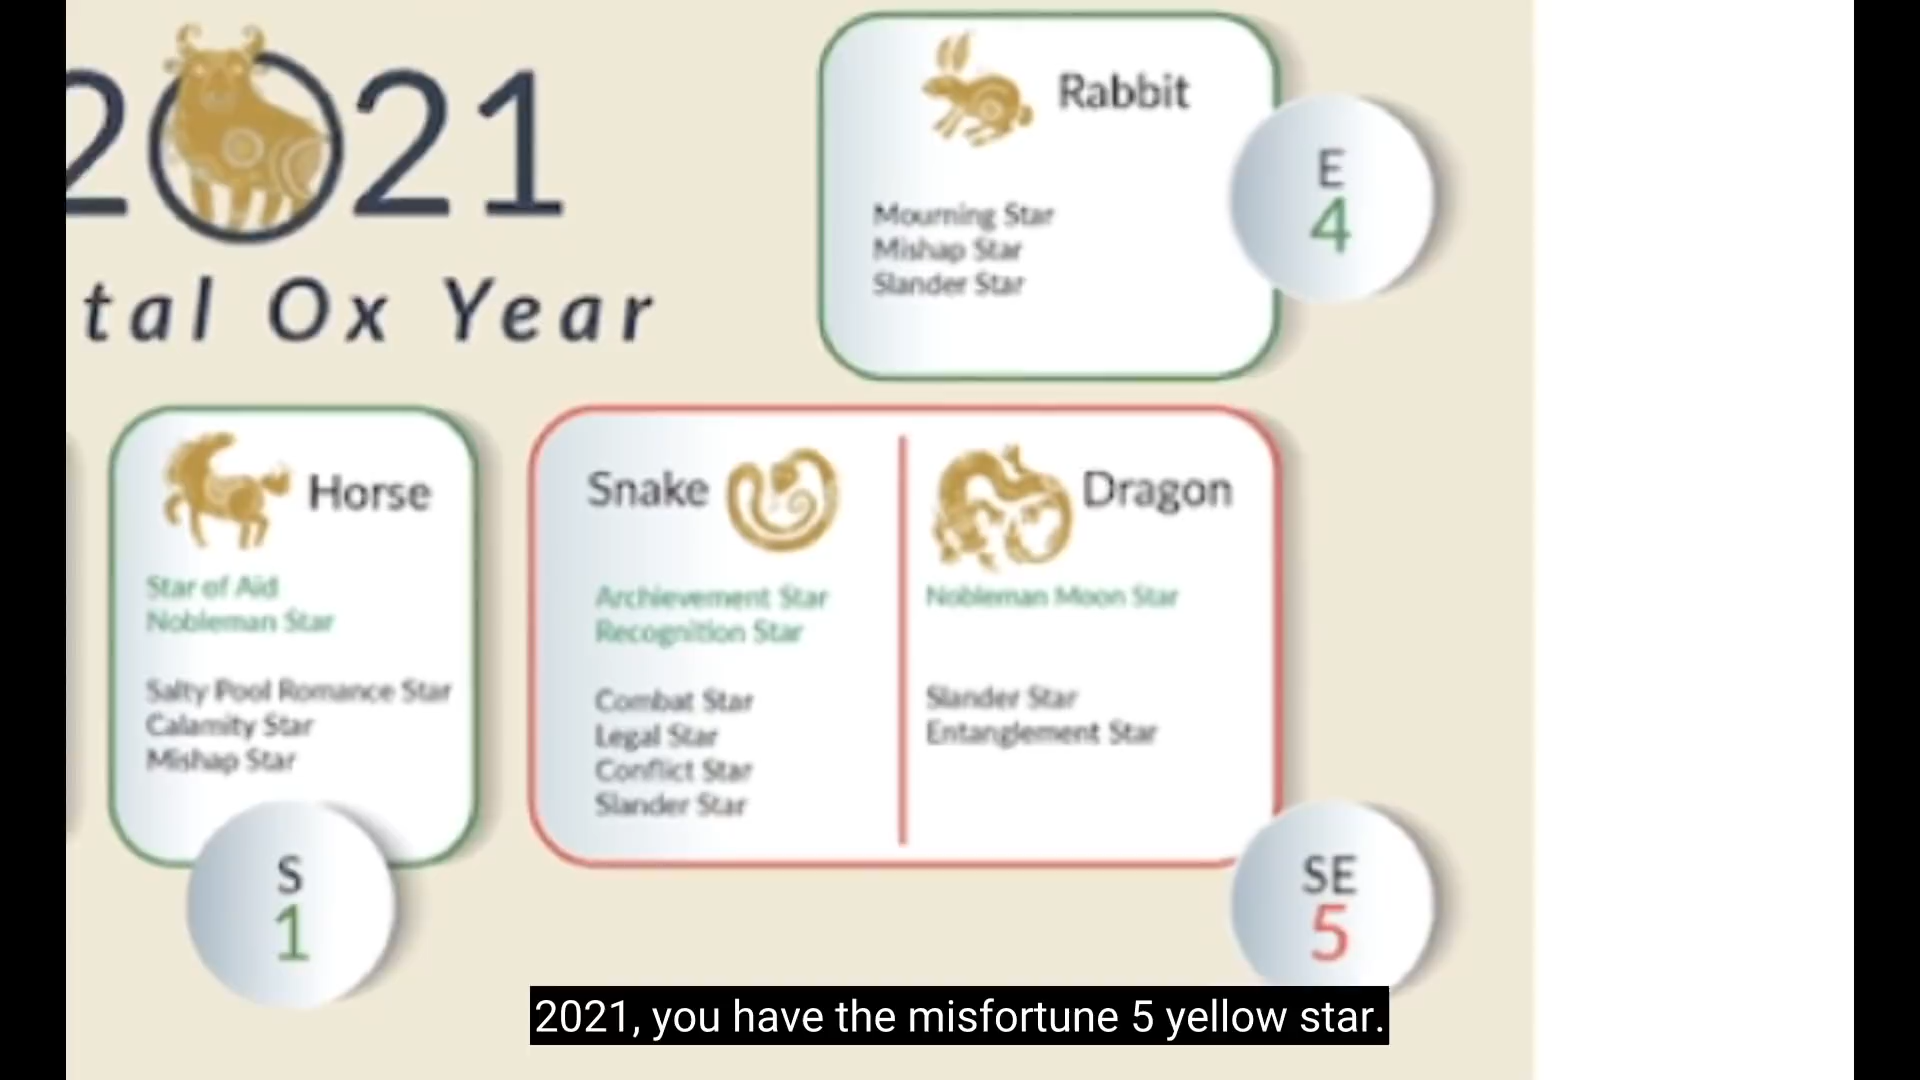 2021
tal Ox Year
Rabbit
Mourning Star
Mishap Star
Slander Star
E
4
Horse
Star of Aid
Nobleman Star
Salty Pool Romance Star
Calamity Star
Mishap Star
S
1
Snake
Archievement Star
Recognition Star
Combat Star
Legal Star
Conflict Star
Slander Star
Dragon
Nobleman Moon Star
Slander Star
Entanglement Star
SE
5
2021, you have the misfortune 5 yellow star.